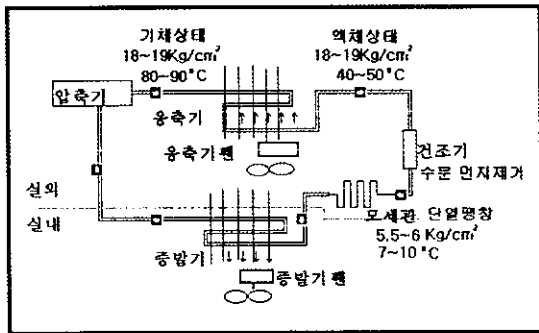 기체상태
18~19Kg/cm²
80~90°C
액체상태
18~19Kg/cm²
40~50°C
압축기
응축기
응축기팬
건조기
수분 먼지제거
실외
실내
모세관 단열팽창
5.5~6 Kg/cm²
7~10°C
증발기
증발기팬